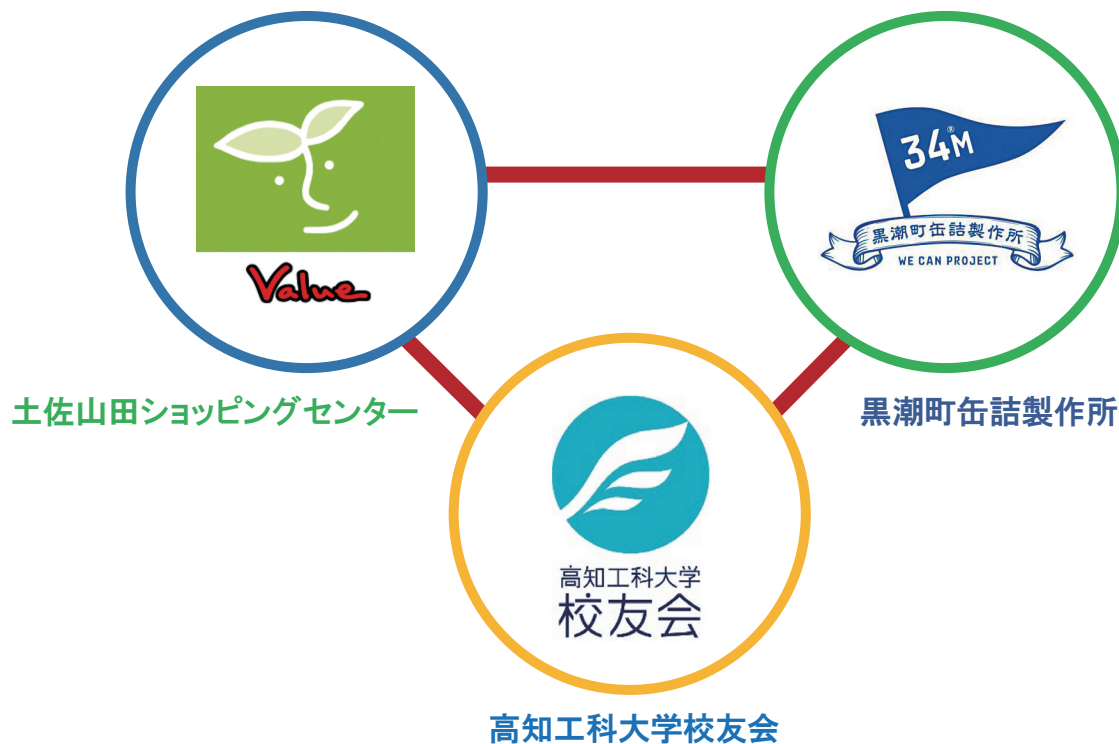 Value
34°M
黒潮町缶詰製作所
WE CAN PROJECT
土佐山田ショッピングセンター
黒潮町缶詰製作所
高知工科大学
校友会
高知工科大学校友会